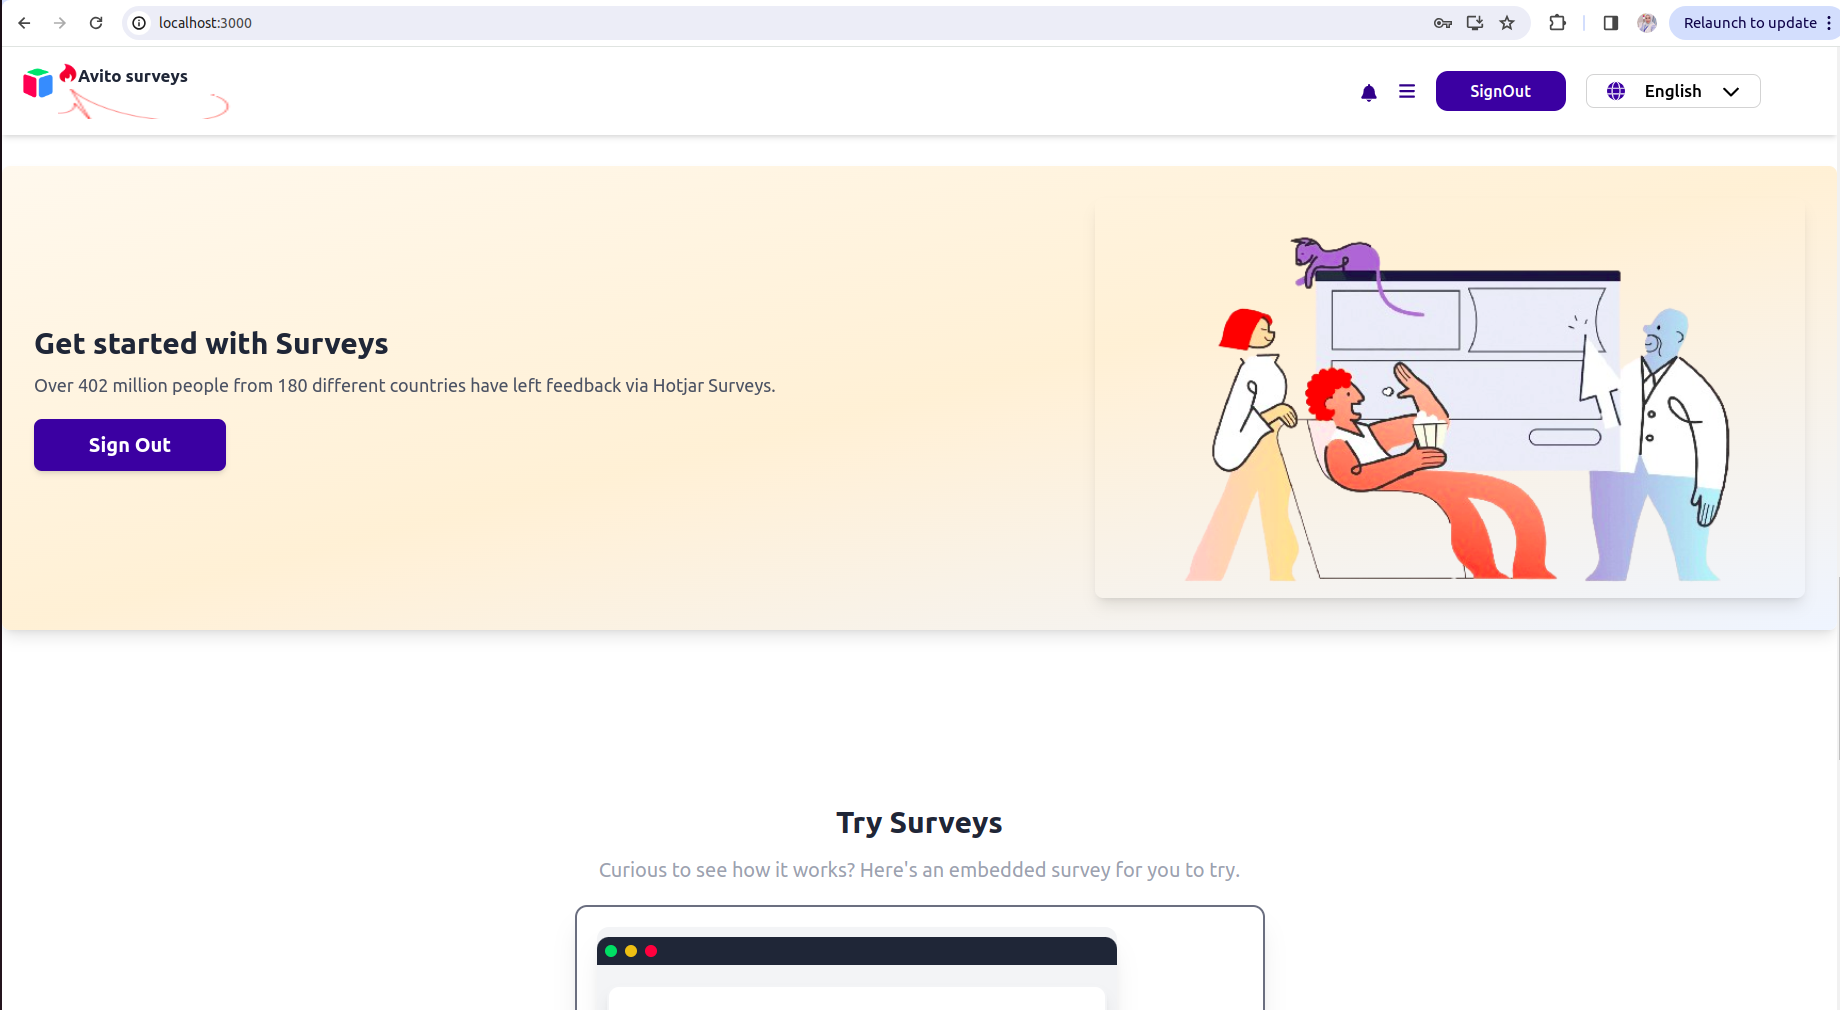 localhost:3000
Relaunch to update
Avito surveys
SignOut
English
Get started with Surveys
Over 402 million people from 180 different countries have left feedback via Hotjar Surveys.
Sign Out
Try Surveys
Curious to see how it works? Here's an embedded survey for you to try.